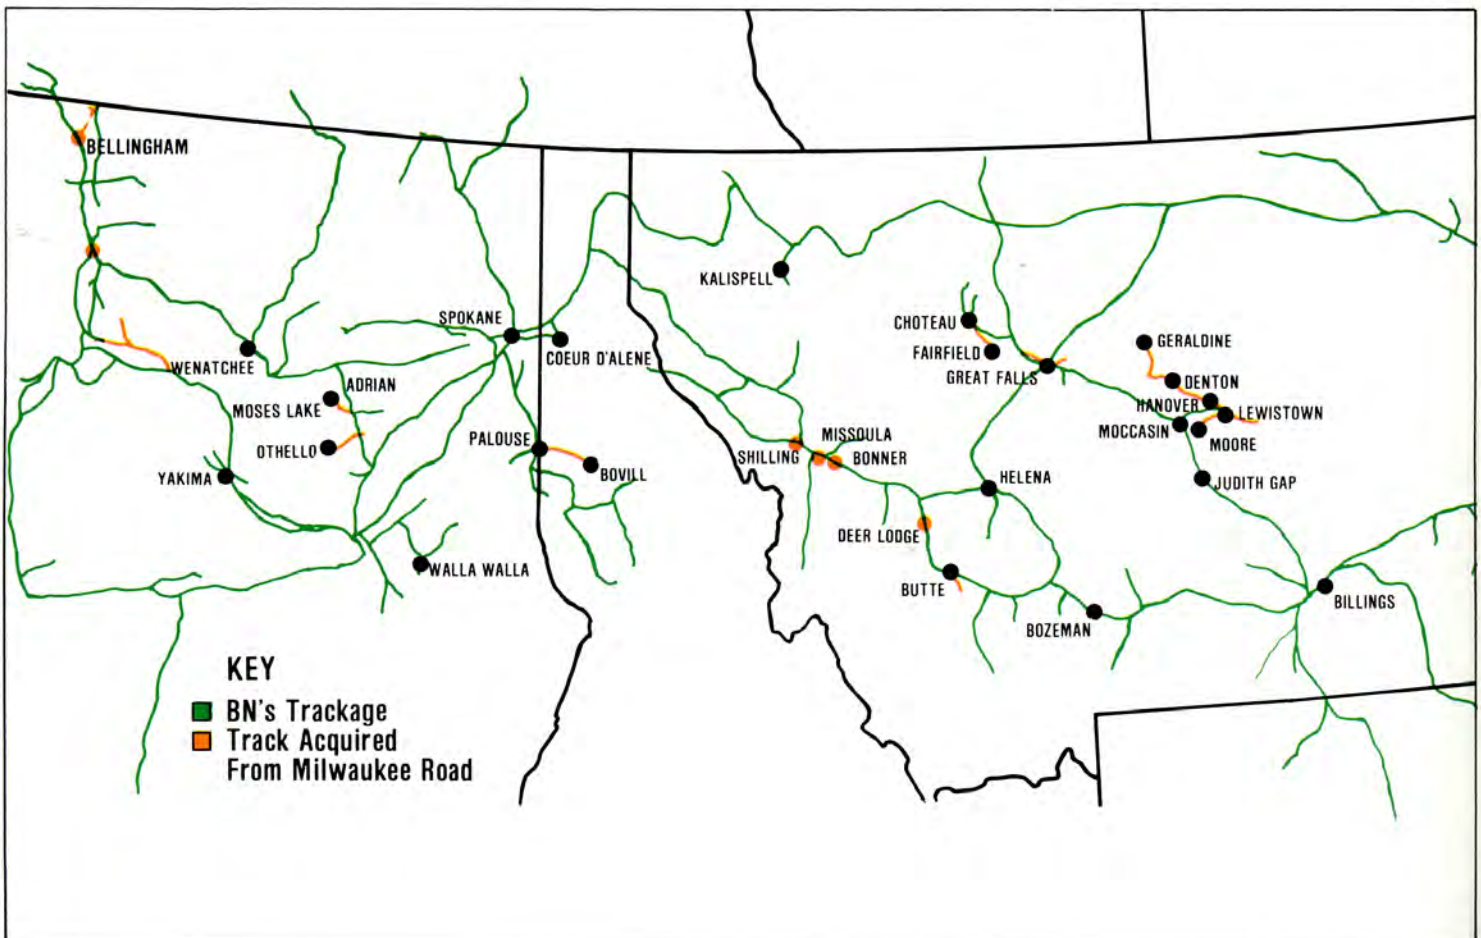 BELLINGHAM
KALISPELL
SPOKANE
COEUR D'ALENE
CHOTEAU
FAIRFIELD
GREAT FALLS
GERALDINE
DENTON
HANOVER
LEWISTOWN
MOCCASIN
MOORE
WENATCHEE
ADRIAN
MOSES LAKE
OTHELLO
PALOUSE
BOVILL
MISSOULA
SHILLING
BONNER
YAKIMA
HELENA
JUDITH GAP
DEER LODGE
WALLA WALLA
BUTTE
BOZEMAN
BILLINGS
KEY
BN's Trackage
Track Acquired
From Milwaukee Road